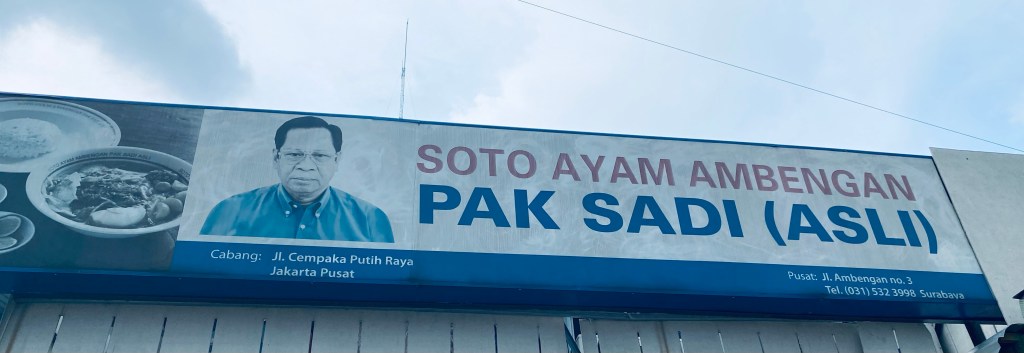 SOTO AYAM AMBENGAN
PAK SADI (ASLI)
Cabang: Jl. Cempaka Putih Raya
Jakarta Pusat
Pusat: Jl. Ambengan no. 3
Tel. (031) 532 3998 Surabaya